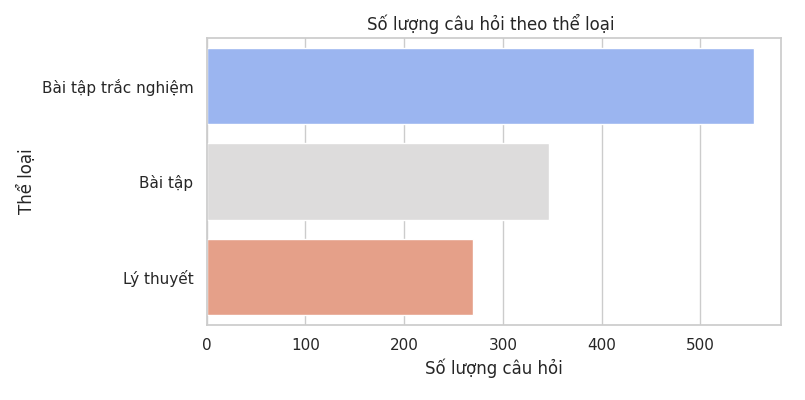 Số lượng câu hỏi theo thể loại
Thể loại
Bài tập trắc nghiệm
Bài tập
Lý thuyết
0 100 200 300 400 500
Số lượng câu hỏi